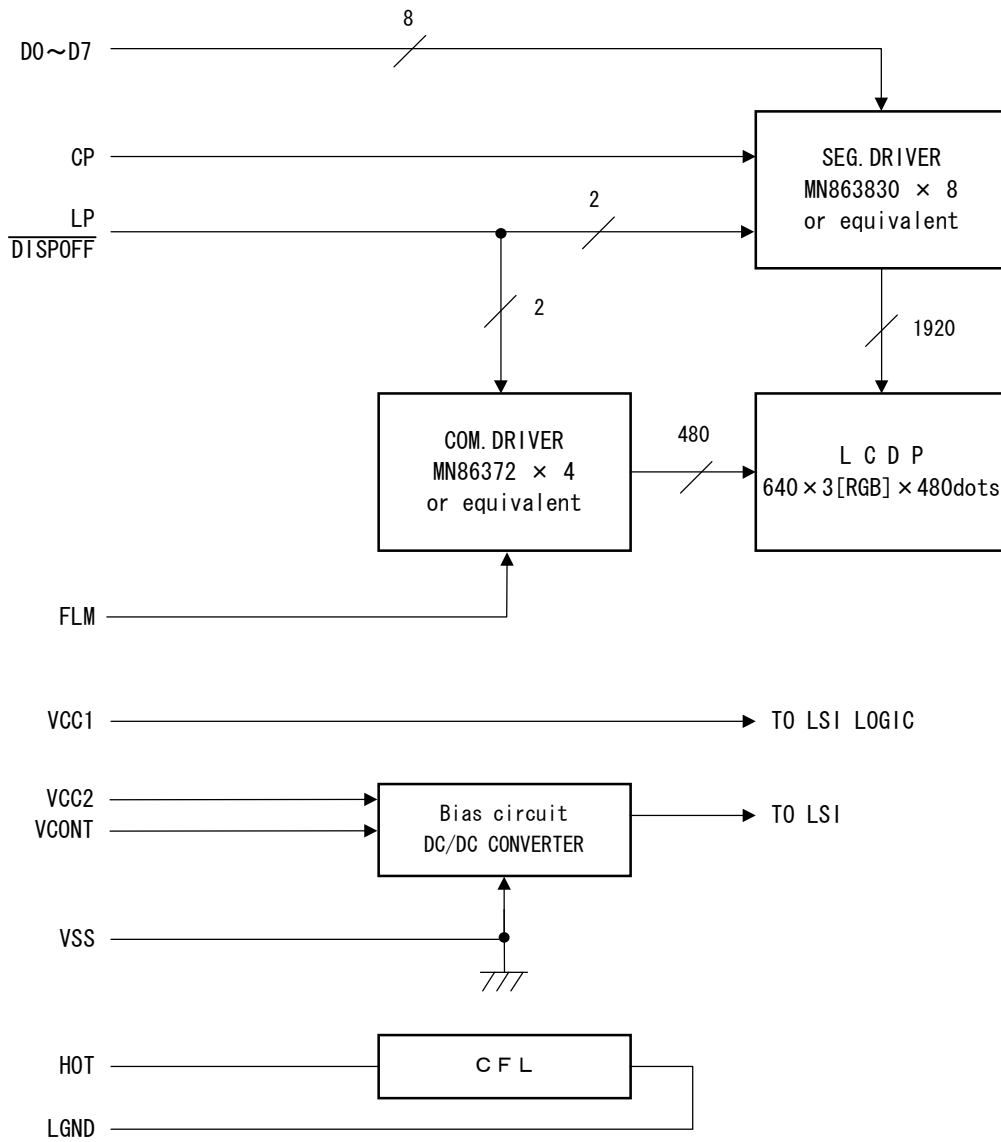 8
D0～D7
CP
SEG.DRIVER
MN863830 × 8
or equivalent
LP
DISPOFF
2
2
1920
COM.DRIVER
MN86372 × 4
or equivalent
480
L C D P
640×3[RGB]×480dots
FLM
VCC1
TO LSI LOGIC
VCC2
VCONT
Bias circuit
DC/DC CONVERTER
TO LSI
VSS
HOT
CFL
LGND